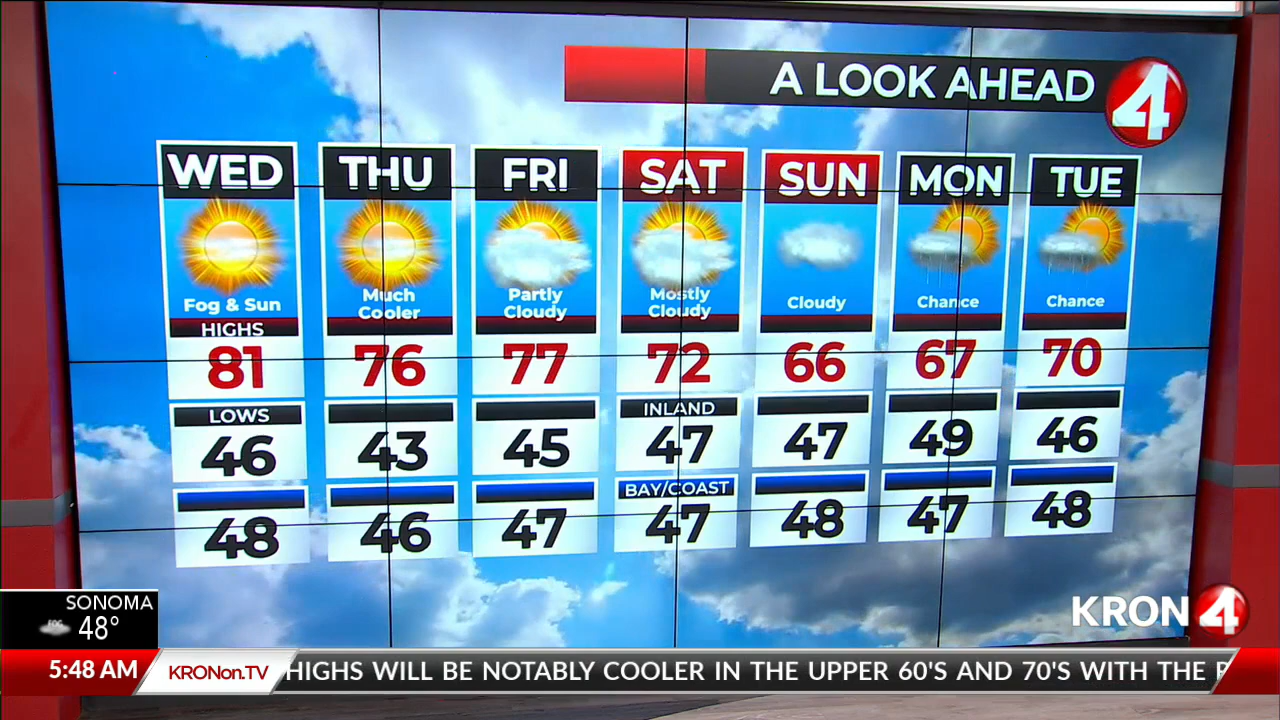 A LOOK AHEAD 4
WED THU FRI SAT SUN MON TUE
Fog & Sun
Much
Cooler
Partly
Cloudy
Mostly
Cloudy
Cloudy
Chance
Chance
HIGHS
81 76 77 72 66 67 70
LOWS INLAND
46 43 45 47 47 49 46
BAY/COAST
48 46 47 47 48 47 48
KRON 4
SONOMA
FOG 48°
5:48 AM KRONon.TV HIGHS WILL BE NOTABLY COOLER IN THE UPPER 60'S AND 70'S WITH THE